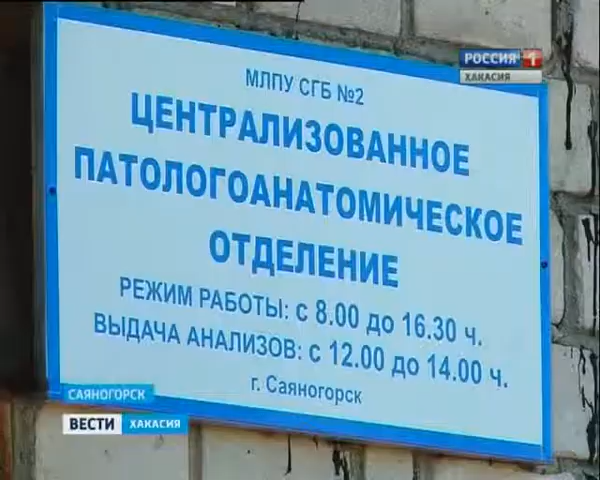 РОССИЯ 1
ХАКАСИЯ
МЛПУ СГБ №2
ЦЕНТРАЛИЗОВАННОЕ
ПАТОЛОГОАНАТОМИЧЕСКОЕ
ОТДЕЛЕНИЕ
РЕЖИМ РАБОТЫ: с 8.00 до 16.30 ч.
ВЫДАЧА АНАЛИЗОВ: с 12.00 до 14.00 ч.
г. Саяногорск
САЯНОГОРСК
ВЕСТИ ХАКАСИЯ